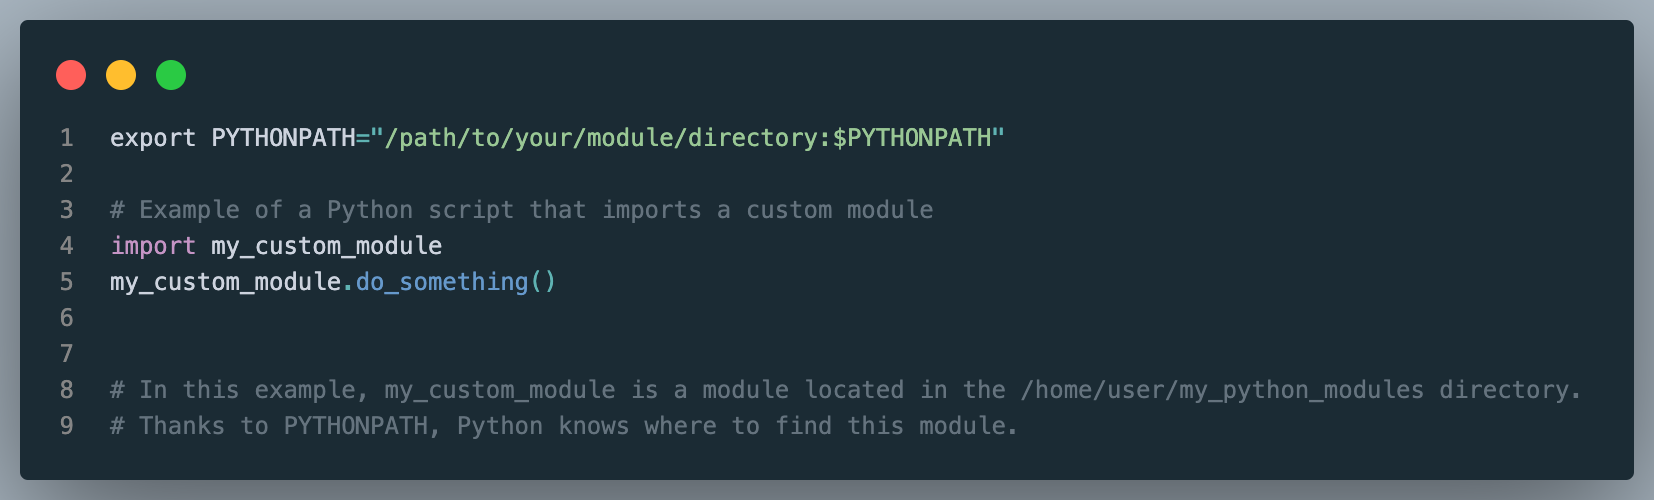 1 export PYTHONPATH="/path/to/your/module/directory:$PYTHONPATH"
2
3 # Example of a Python script that imports a custom module
4 import my_custom_module
5 my_custom_module.do_something()
6
7
8 # In this example, my_custom_module is a module located in the /home/user/my_python_modules directory.
9 # Thanks to PYTHONPATH, Python knows where to find this module.